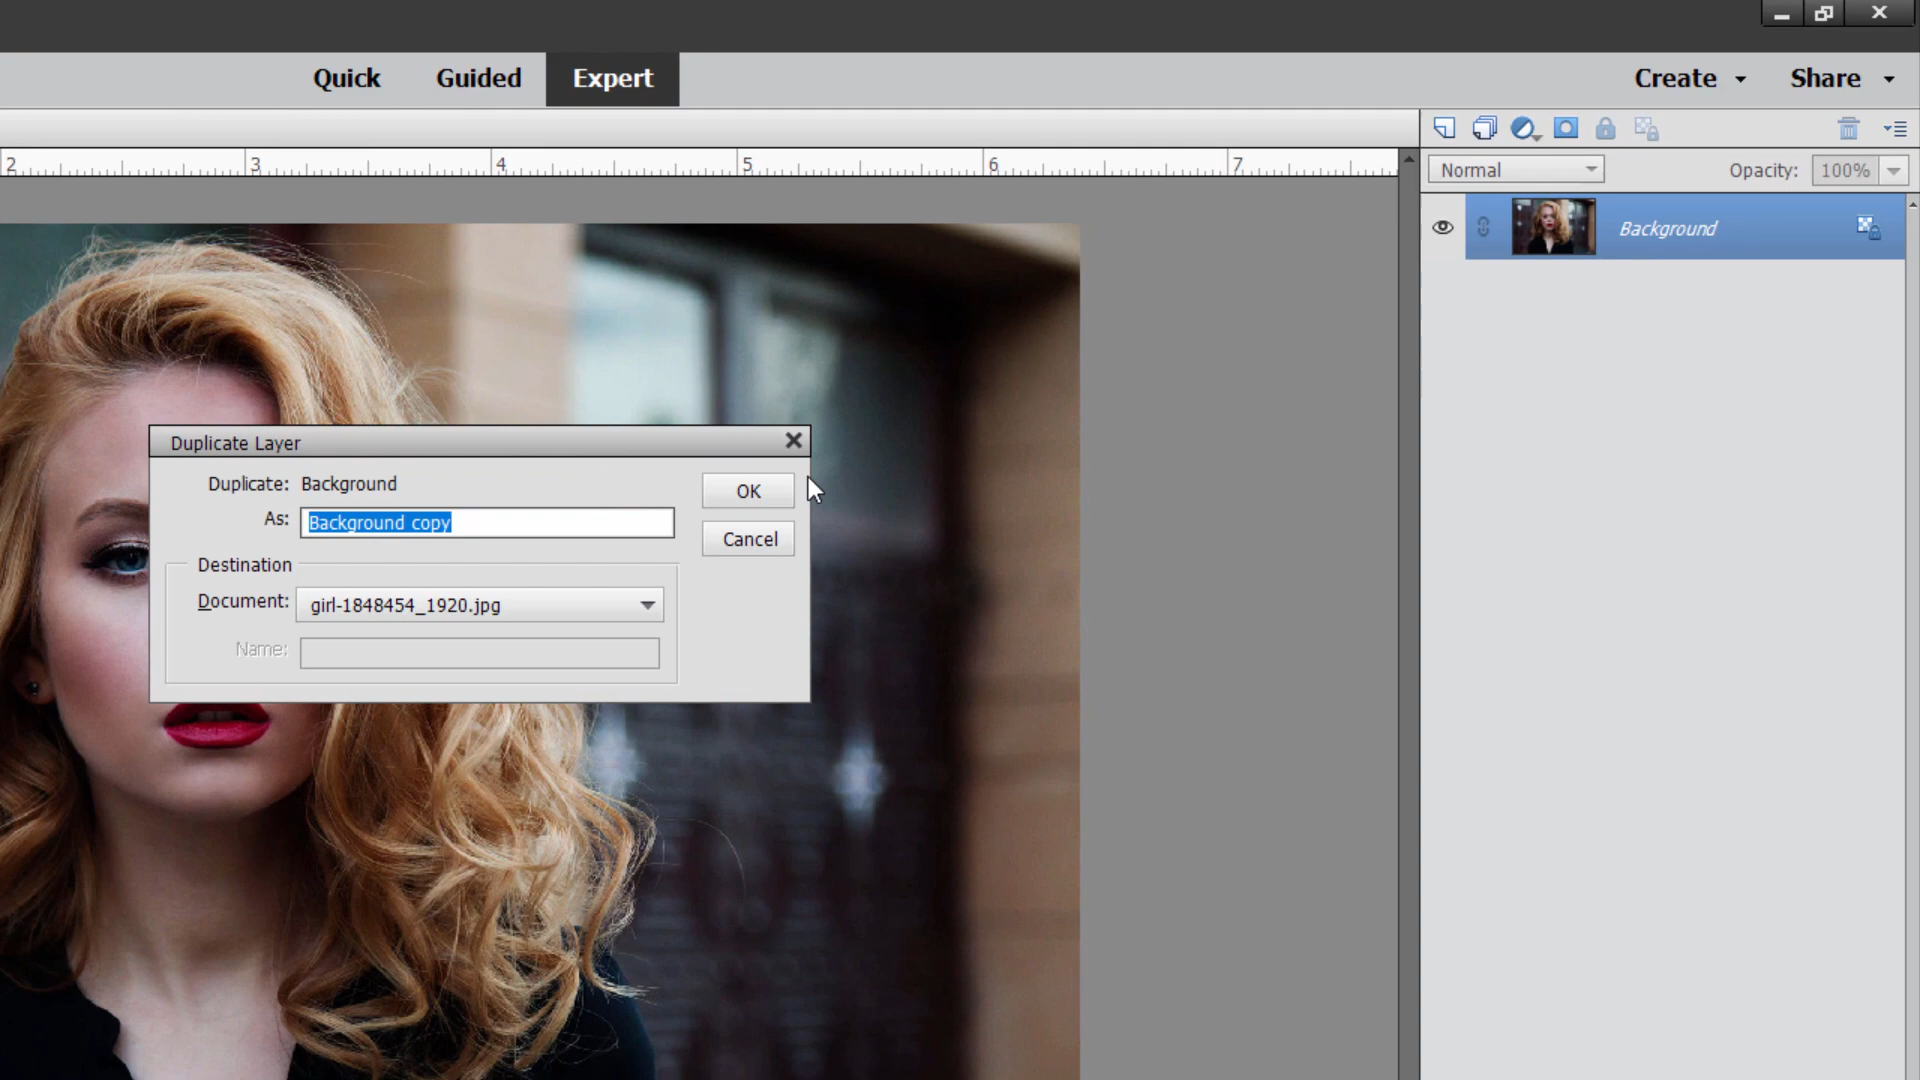 Quick Guided Expert Create Share
2 3 4 5 6 7
Normal Opacity: 100%
Background
Duplicate Layer
Duplicate: Background OK
As: Background copy
Cancel
Destination
Document: girl-1848454_1920.jpg
Name: